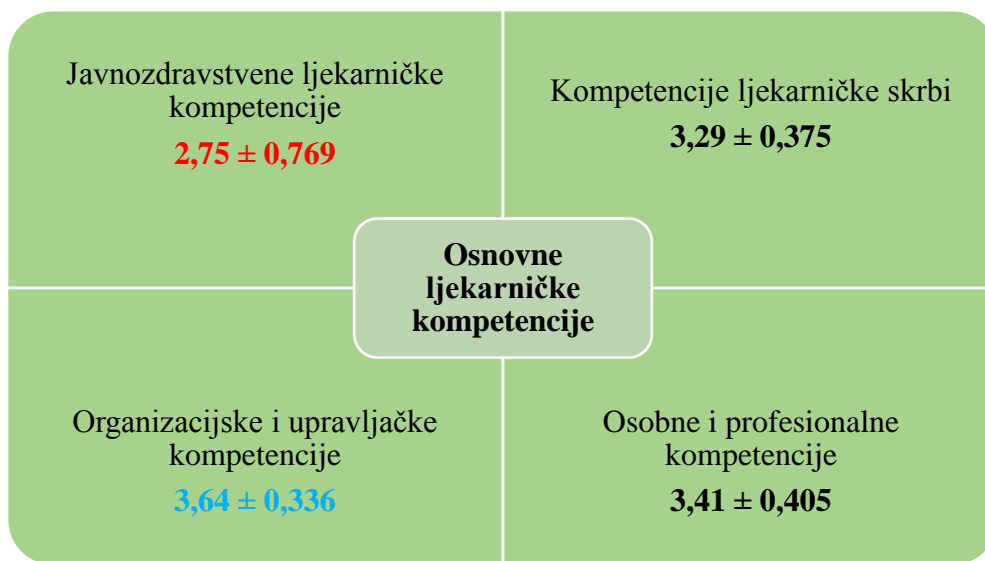 Javnozdravstvene ljekarničke
kompetencije
2,75 ± 0,769
Kompetencije ljekarničke skrbi
3,29 ± 0,375
Osnovne
ljekarničke
kompetencije
Organizacijske i upravljačke
kompetencije
3,64 ± 0,336
Osobne i profesionalne
kompetencije
3,41 ± 0,405